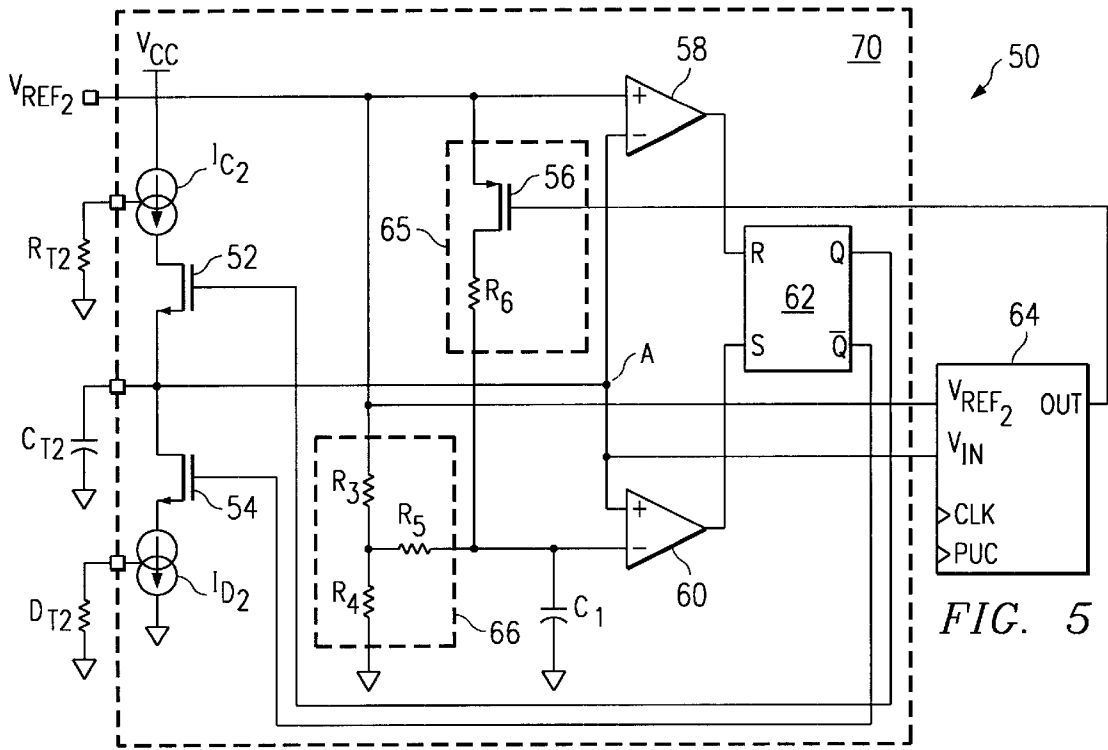 V_CC
58
70
50
V_REF2
+
−
I_C2
56
65
R_T2
52
R_6
R
Q
62
64
S
Q̅
A
V_REF2
OUT
C_T2
V_IN
54
R_3
R_5
+
−
CLK
60
PUC
D_T2
I_D2
R_4
66
C_1
FIG. 5